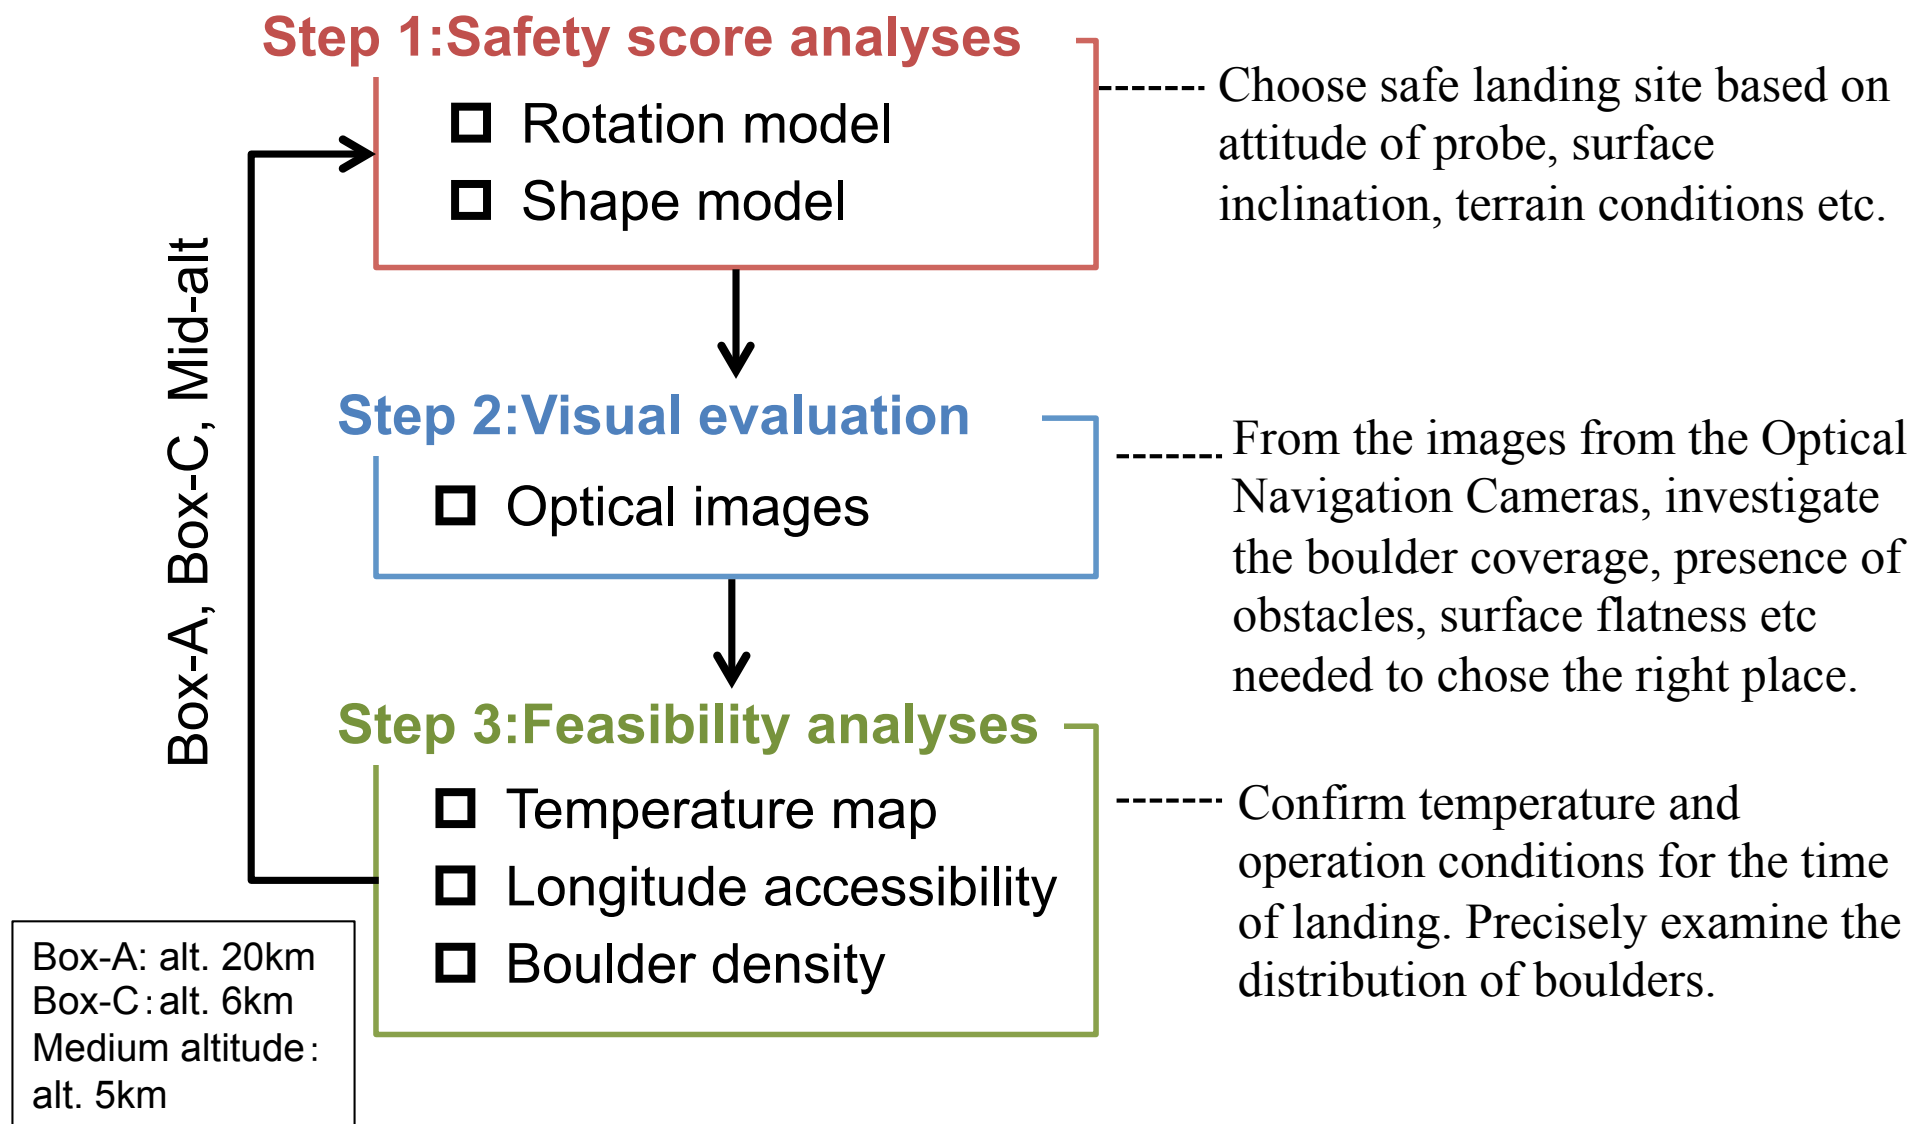 Step 1:Safety score analyses
Rotation model
Shape model
Choose safe landing site based on
attitude of probe, surface
inclination, terrain conditions etc.
Box-A, Box-C, Mid-alt
Step 2:Visual evaluation
Optical images
From the images from the Optical
Navigation Cameras, investigate
the boulder coverage, presence of
obstacles, surface flatness etc
needed to chose the right place.
Step 3:Feasibility analyses
Temperature map
Longitude accessibility
Boulder density
Confirm temperature and
operation conditions for the time
of landing. Precisely examine the
distribution of boulders.
Box-A: alt. 20km
Box-C：alt. 6km
Medium altitude：
alt. 5km